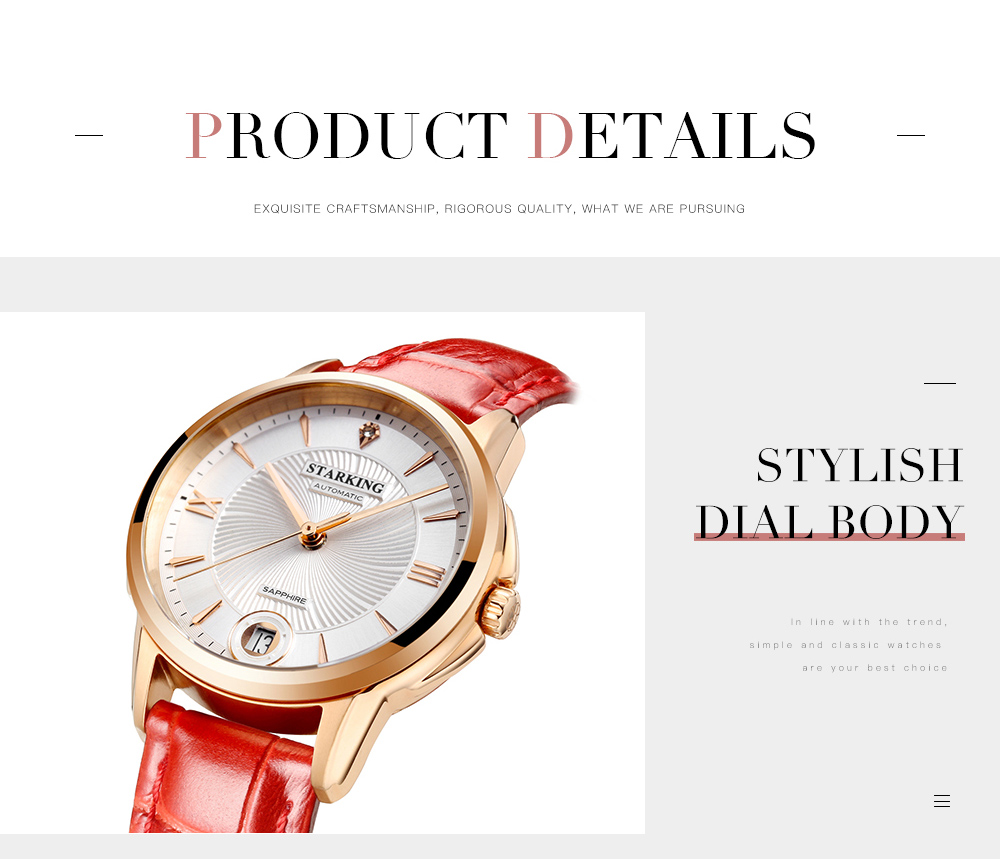 PRODUCT DETAILS
EXQUISITE CRAFTSMANSHIP, RIGOROUS QUALITY, WHAT WE ARE PURSUING
STARKING
AUTOMATIC
SAPPHIRE
13
STYLISH
DIAL BODY
In line with the trend,
simple and classic watches
are your best choice